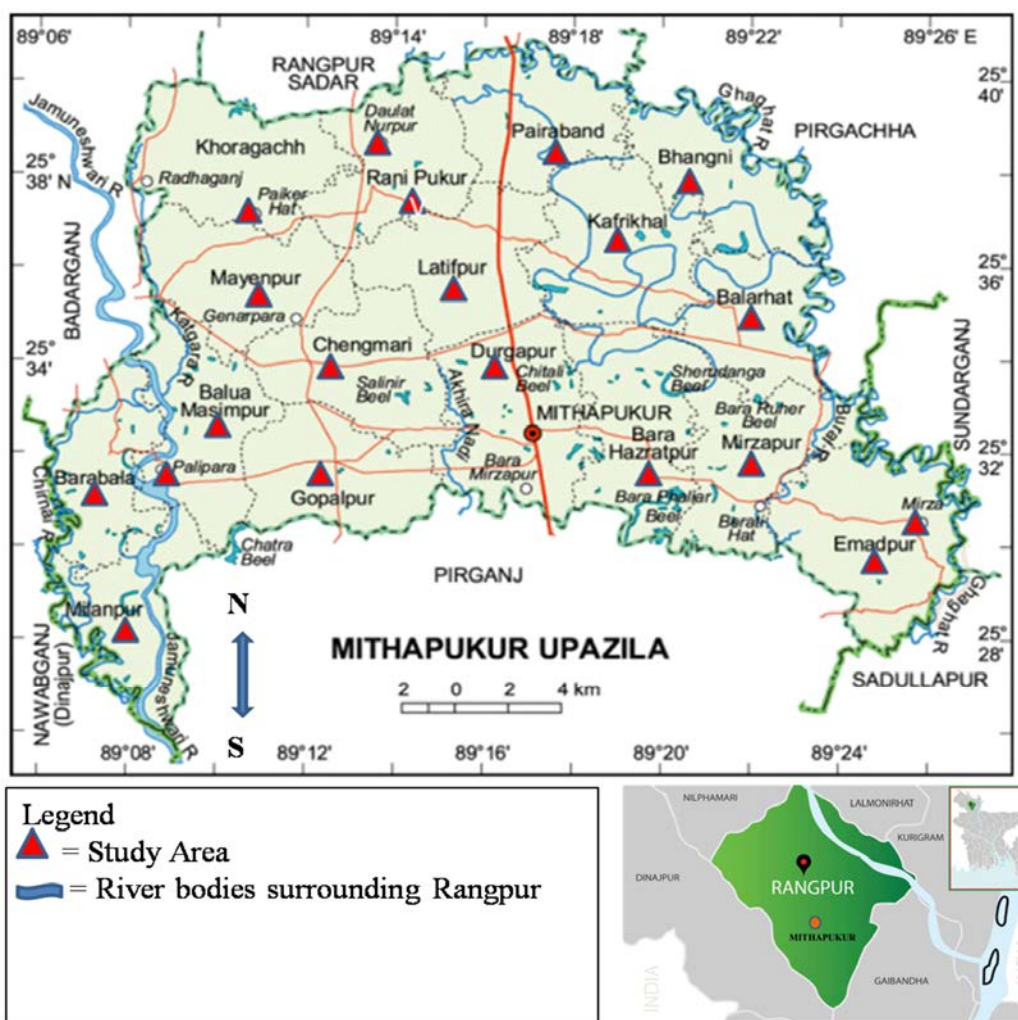 89°06'
89°14'
89°18'
89°22'
89°26' E
RANGPUR
SADAR
25°
40'
Jamuneshwari R
Ghaghat R
Daulat
Nurpur
Pairaband
PIRGACHHA
Khoragachh
Bhangni
25°
38' N
Radhaganj
Rani Pukur
Paiker
Hat
Kafrikhal
BADARGANJ
Mayenpur
Latifpur
25°
36'
Genarpara
Balarhat
Katgara R
25°
34'
Chengmari
Durgapur
Chitali
Beel
Sherudanga
Beel
SUNDARGANJ
Balua
Masimpur
Salinir
Beel
Akhira Nadi
MITHAPUKUR
Bara Ruher
Beel
Burail R
Bara
Hazratpur
Mirzapur
25°
32'
Chirnai R
Barabala
Palipara
Gopalpur
Bara
Mirzapur
Bara Phaliar
Beel
Mirza
Chatra
Beel
Hat
Emadpur
PIRGANJ
N
Ghaghat R
Milanpur
NAWABGANJ
(Dinajpur)
Jamuneshwari R
MITHAPUKUR UPAZILA
25°
28'
SADULLAPUR
2 0 2 4 km
S
89°08'
89°12'
89°16'
89°20'
89°24'
Legend
= Study Area
= River bodies surrounding Rangpur
NILPHAMARI
LALMONIRHAT
KURIGRAM
DINAJPUR
RANGPUR
MITHAPUKUR
GAIBANDHA
INDIA